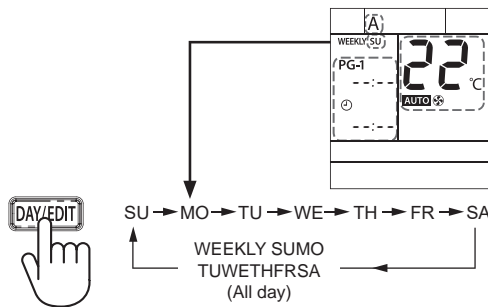 A
WEEKLY SU
PG-1
22 °C
--:--
AUTO
--:--
DAY/EDIT
SU MO TU WE TH FR SA
WEEKLY SUMO
TUWETHFRSA
(All day)